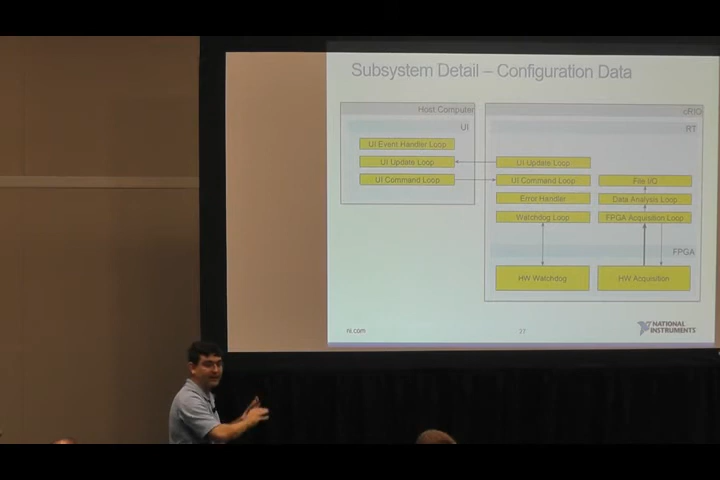 Subsystem Detail – Configuration Data
Host Computer
UI
UI Event Handler Loop
UI Update Loop
UI Command Loop
cRIO
RT
UI Update Loop
UI Command Loop
Error Handler
Watchdog Loop
File I/O
Data Analysis Loop
FPGA Acquisition Loop
FPGA
HW Watchdog
HW Acquisition
ni.com
27
NATIONAL
INSTRUMENTS